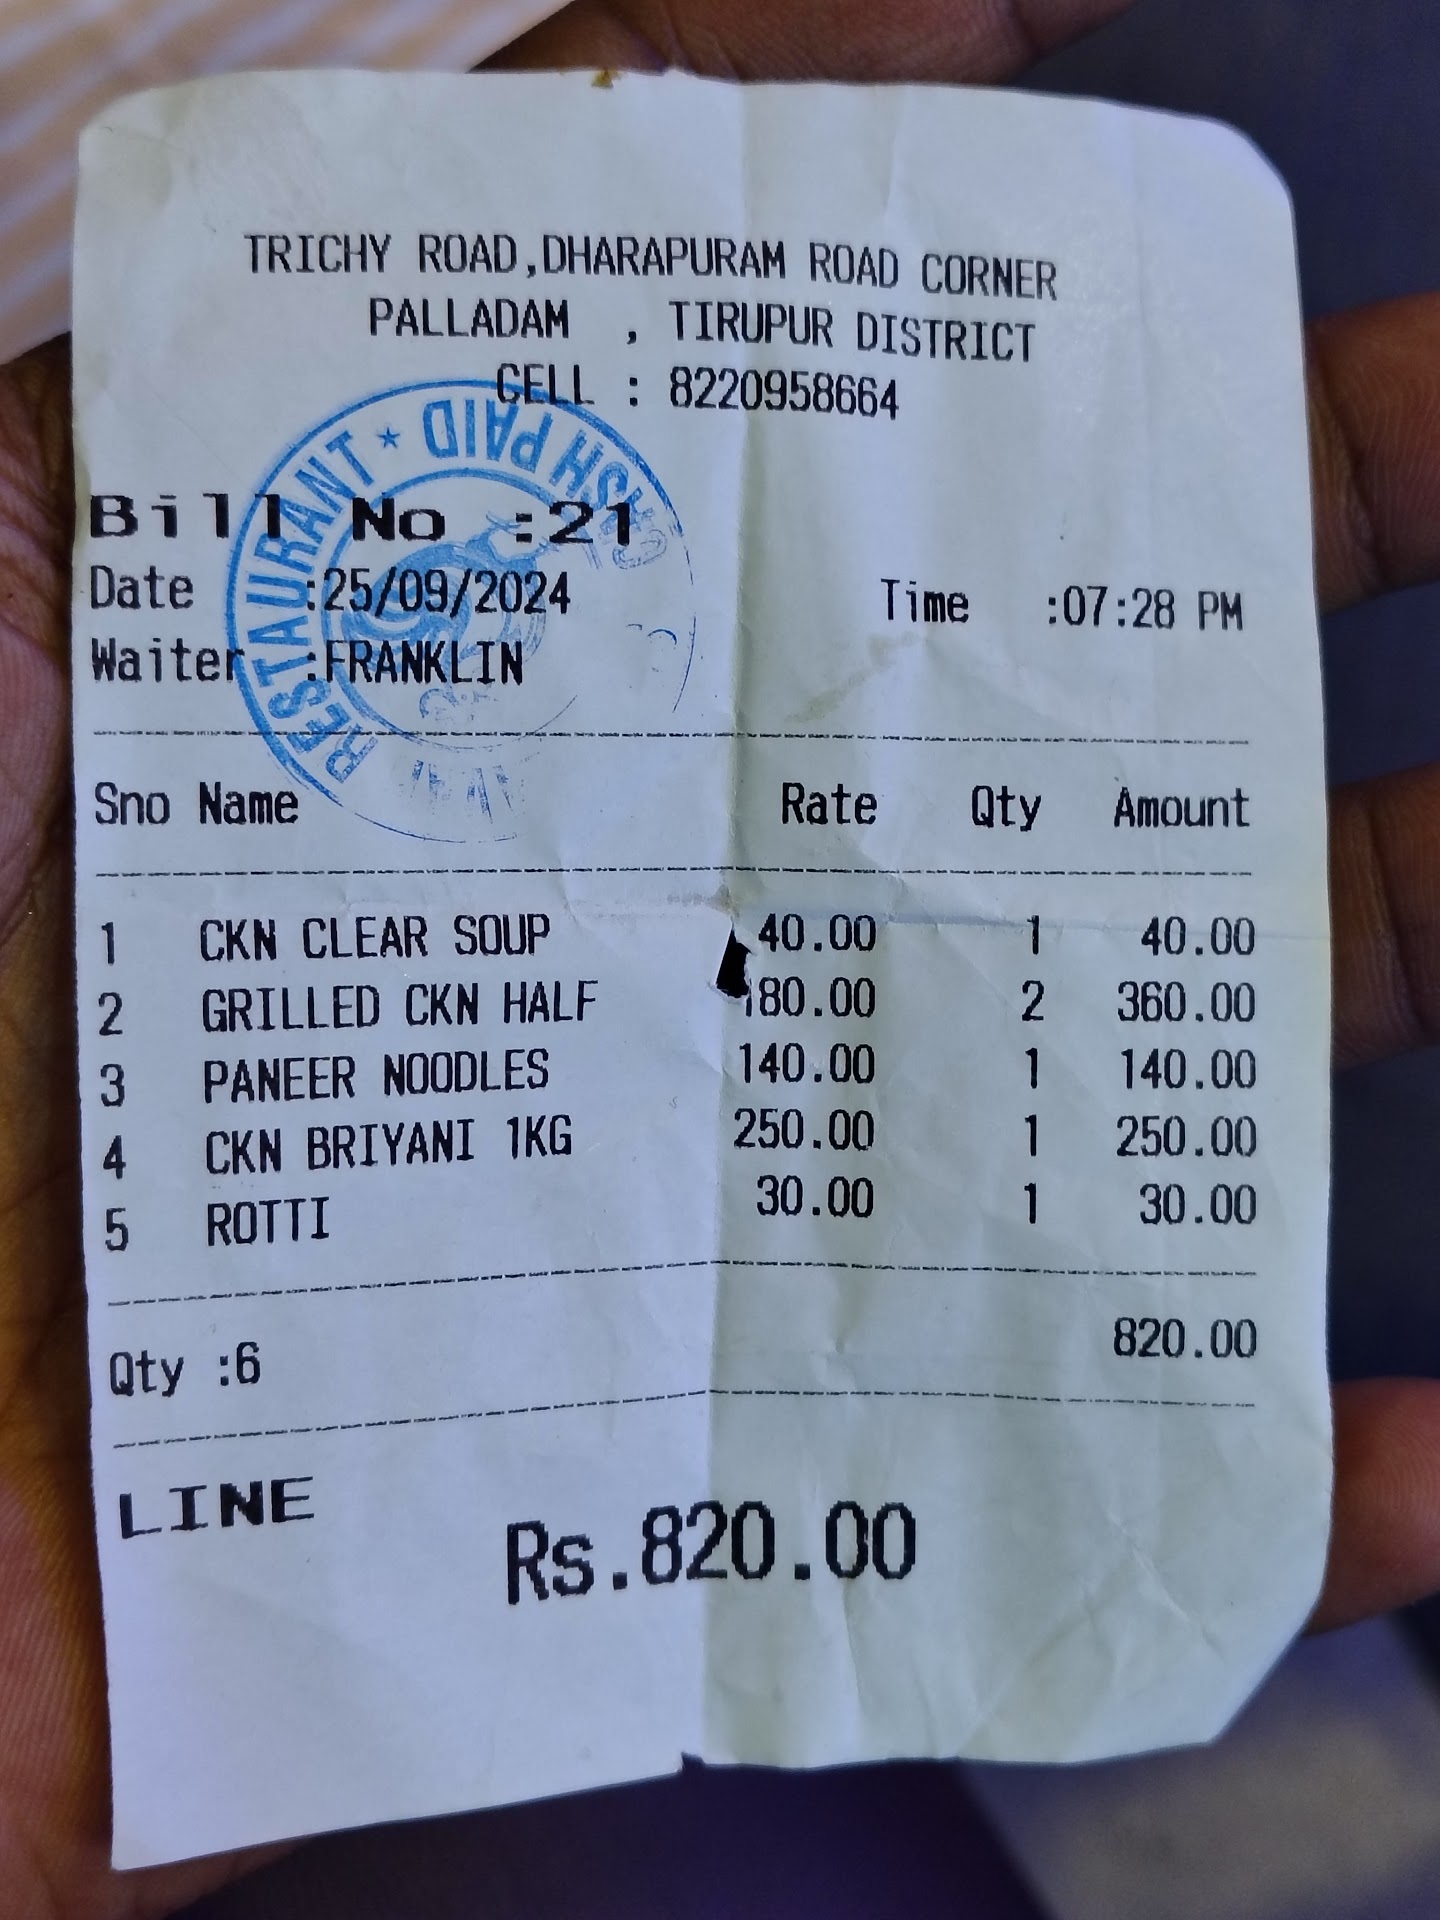 TRICHY ROAD,DHARAPURAM ROAD CORNER
PALLADAM , TIRUPUR DISTRICT
CELL : 8220958664
RESTAURANT ★ CASH PAID
Bill No :21
Date :25/09/2024 Time :07:28 PM
Waiter :FRANKLIN
Sno Name Rate Qty Amount
1 CKN CLEAR SOUP 40.00 1 40.00
2 GRILLED CKN HALF 180.00 2 360.00
3 PANEER NOODLES 140.00 1 140.00
4 CKN BRIYANI 1KG 250.00 1 250.00
5 ROTTI 30.00 1 30.00
Qty :6 820.00
LINE
Rs.820.00